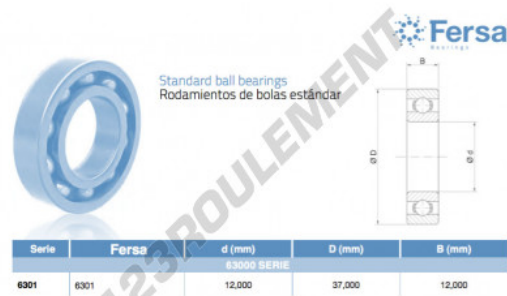 Fersa
Bearings
Standard ball bearings
Rodamientos de bolas estándar
B
Ø D
Ø d
123ROULEMENT
Serie Fersa d (mm) D (mm) B (mm)
63000 SERIE
6301 6301 12,000 37,000 12,000